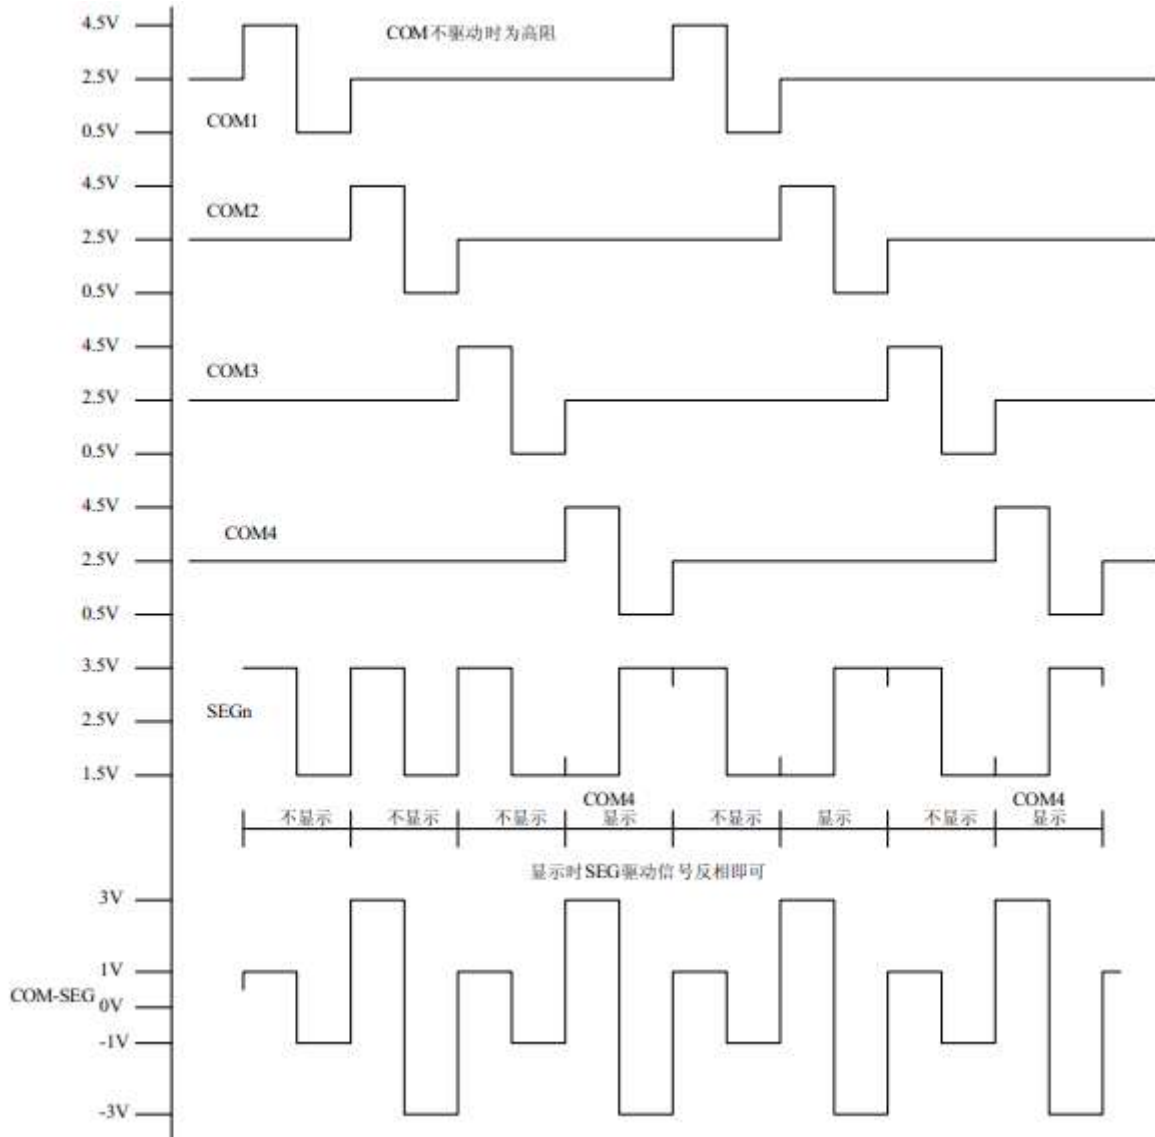 4.5V
COM不驱动时为高阻
2.5V
COM1
0.5V
4.5V
COM2
2.5V
0.5V
4.5V
COM3
2.5V
0.5V
4.5V
COM4
2.5V
0.5V
3.5V
SEGn
2.5V
1.5V
COM4 COM4
不显示 不显示 不显示 显示 不显示 显示 不显示 显示
显示时SEG驱动信号反相即可
3V
1V
COM-SEG 0V
-1V
-3V